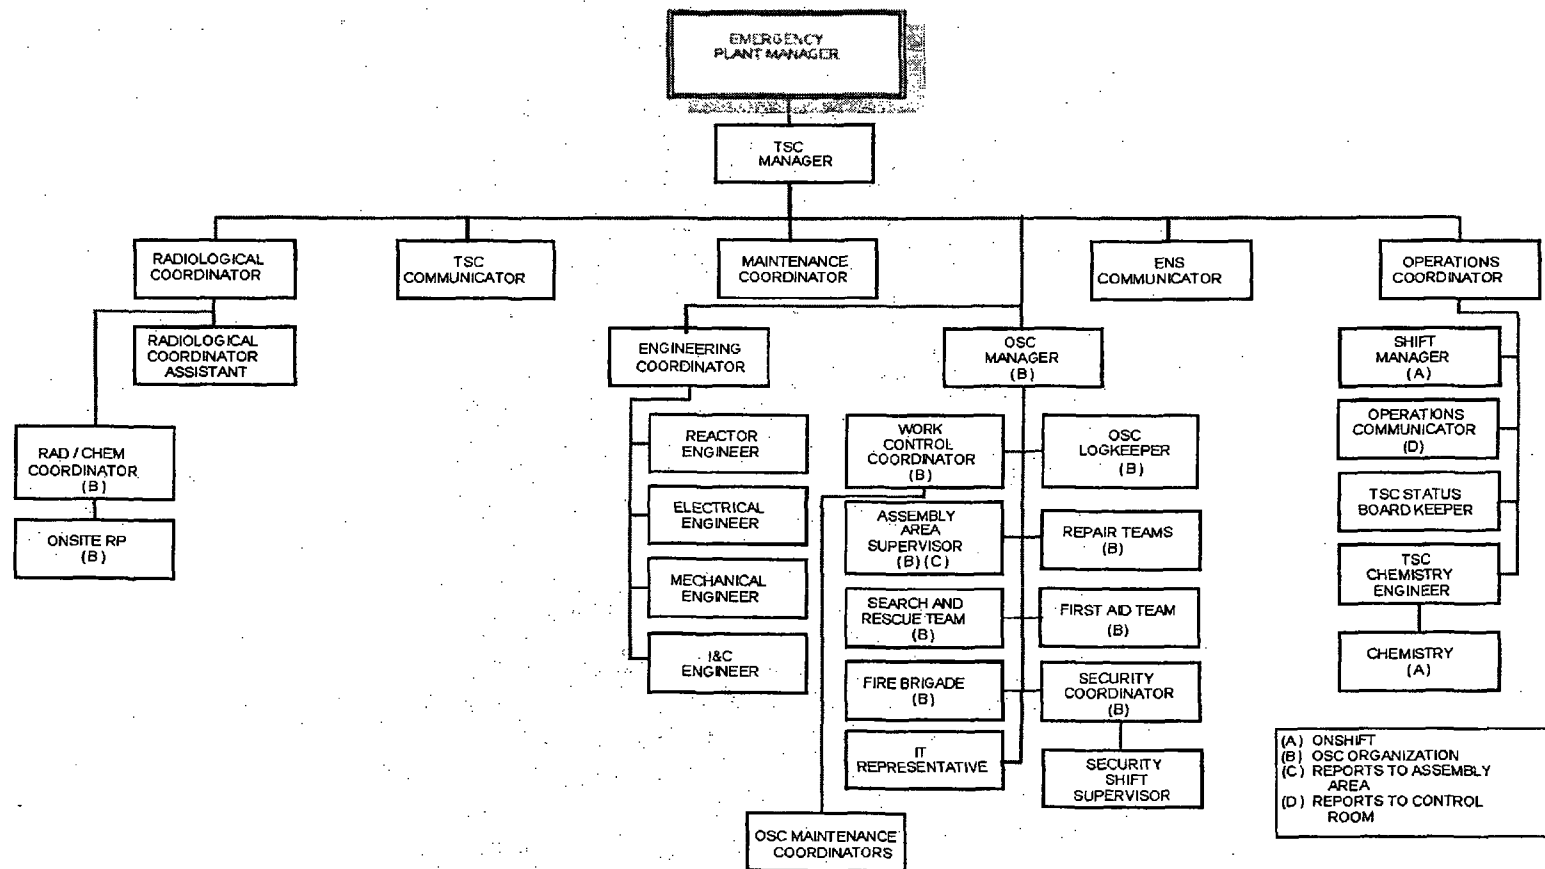 EMERGENCY
PLANT MANAGER
TSC
MANAGER
RADIOLOGICAL
COORDINATOR
TSC
COMMUNICATOR
MAINTENANCE
COORDINATOR
ENS
COMMUNICATOR
OPERATIONS
COORDINATOR
RADIOLOGICAL
COORDINATOR
ASSISTANT
ENGINEERING
COORDINATOR
OSC
MANAGER
(B)
SHIFT
MANAGER
(A)
RAD / CHEM
COORDINATOR
(B)
ONSITE RP
(B)
REACTOR
ENGINEER
ELECTRICAL
ENGINEER
MECHANICAL
ENGINEER
I&C
ENGINEER
WORK
CONTROL
COORDINATOR
(B)
OSC
LOGKEEPER
(B)
ASSEMBLY
AREA
SUPERVISOR
(B) (C)
REPAIR TEAMS
(B)
SEARCH AND
RESCUE TEAM
(B)
FIRST AID TEAM
(B)
FIRE BRIGADE
(B)
SECURITY
COORDINATOR
(B)
IT
REPRESENTATIVE
SECURITY
SHIFT
SUPERVISOR
OSC MAINTENANCE
COORDINATORS
OPERATIONS
COMMUNICATOR
(D)
TSC STATUS
BOARD KEEPER
TSC
CHEMISTRY
ENGINEER
CHEMISTRY
(A)
(A) ONSHIFT
(B) OSC ORGANIZATION
(C) REPORTS TO ASSEMBLY
AREA
(D) REPORTS TO CONTROL
ROOM